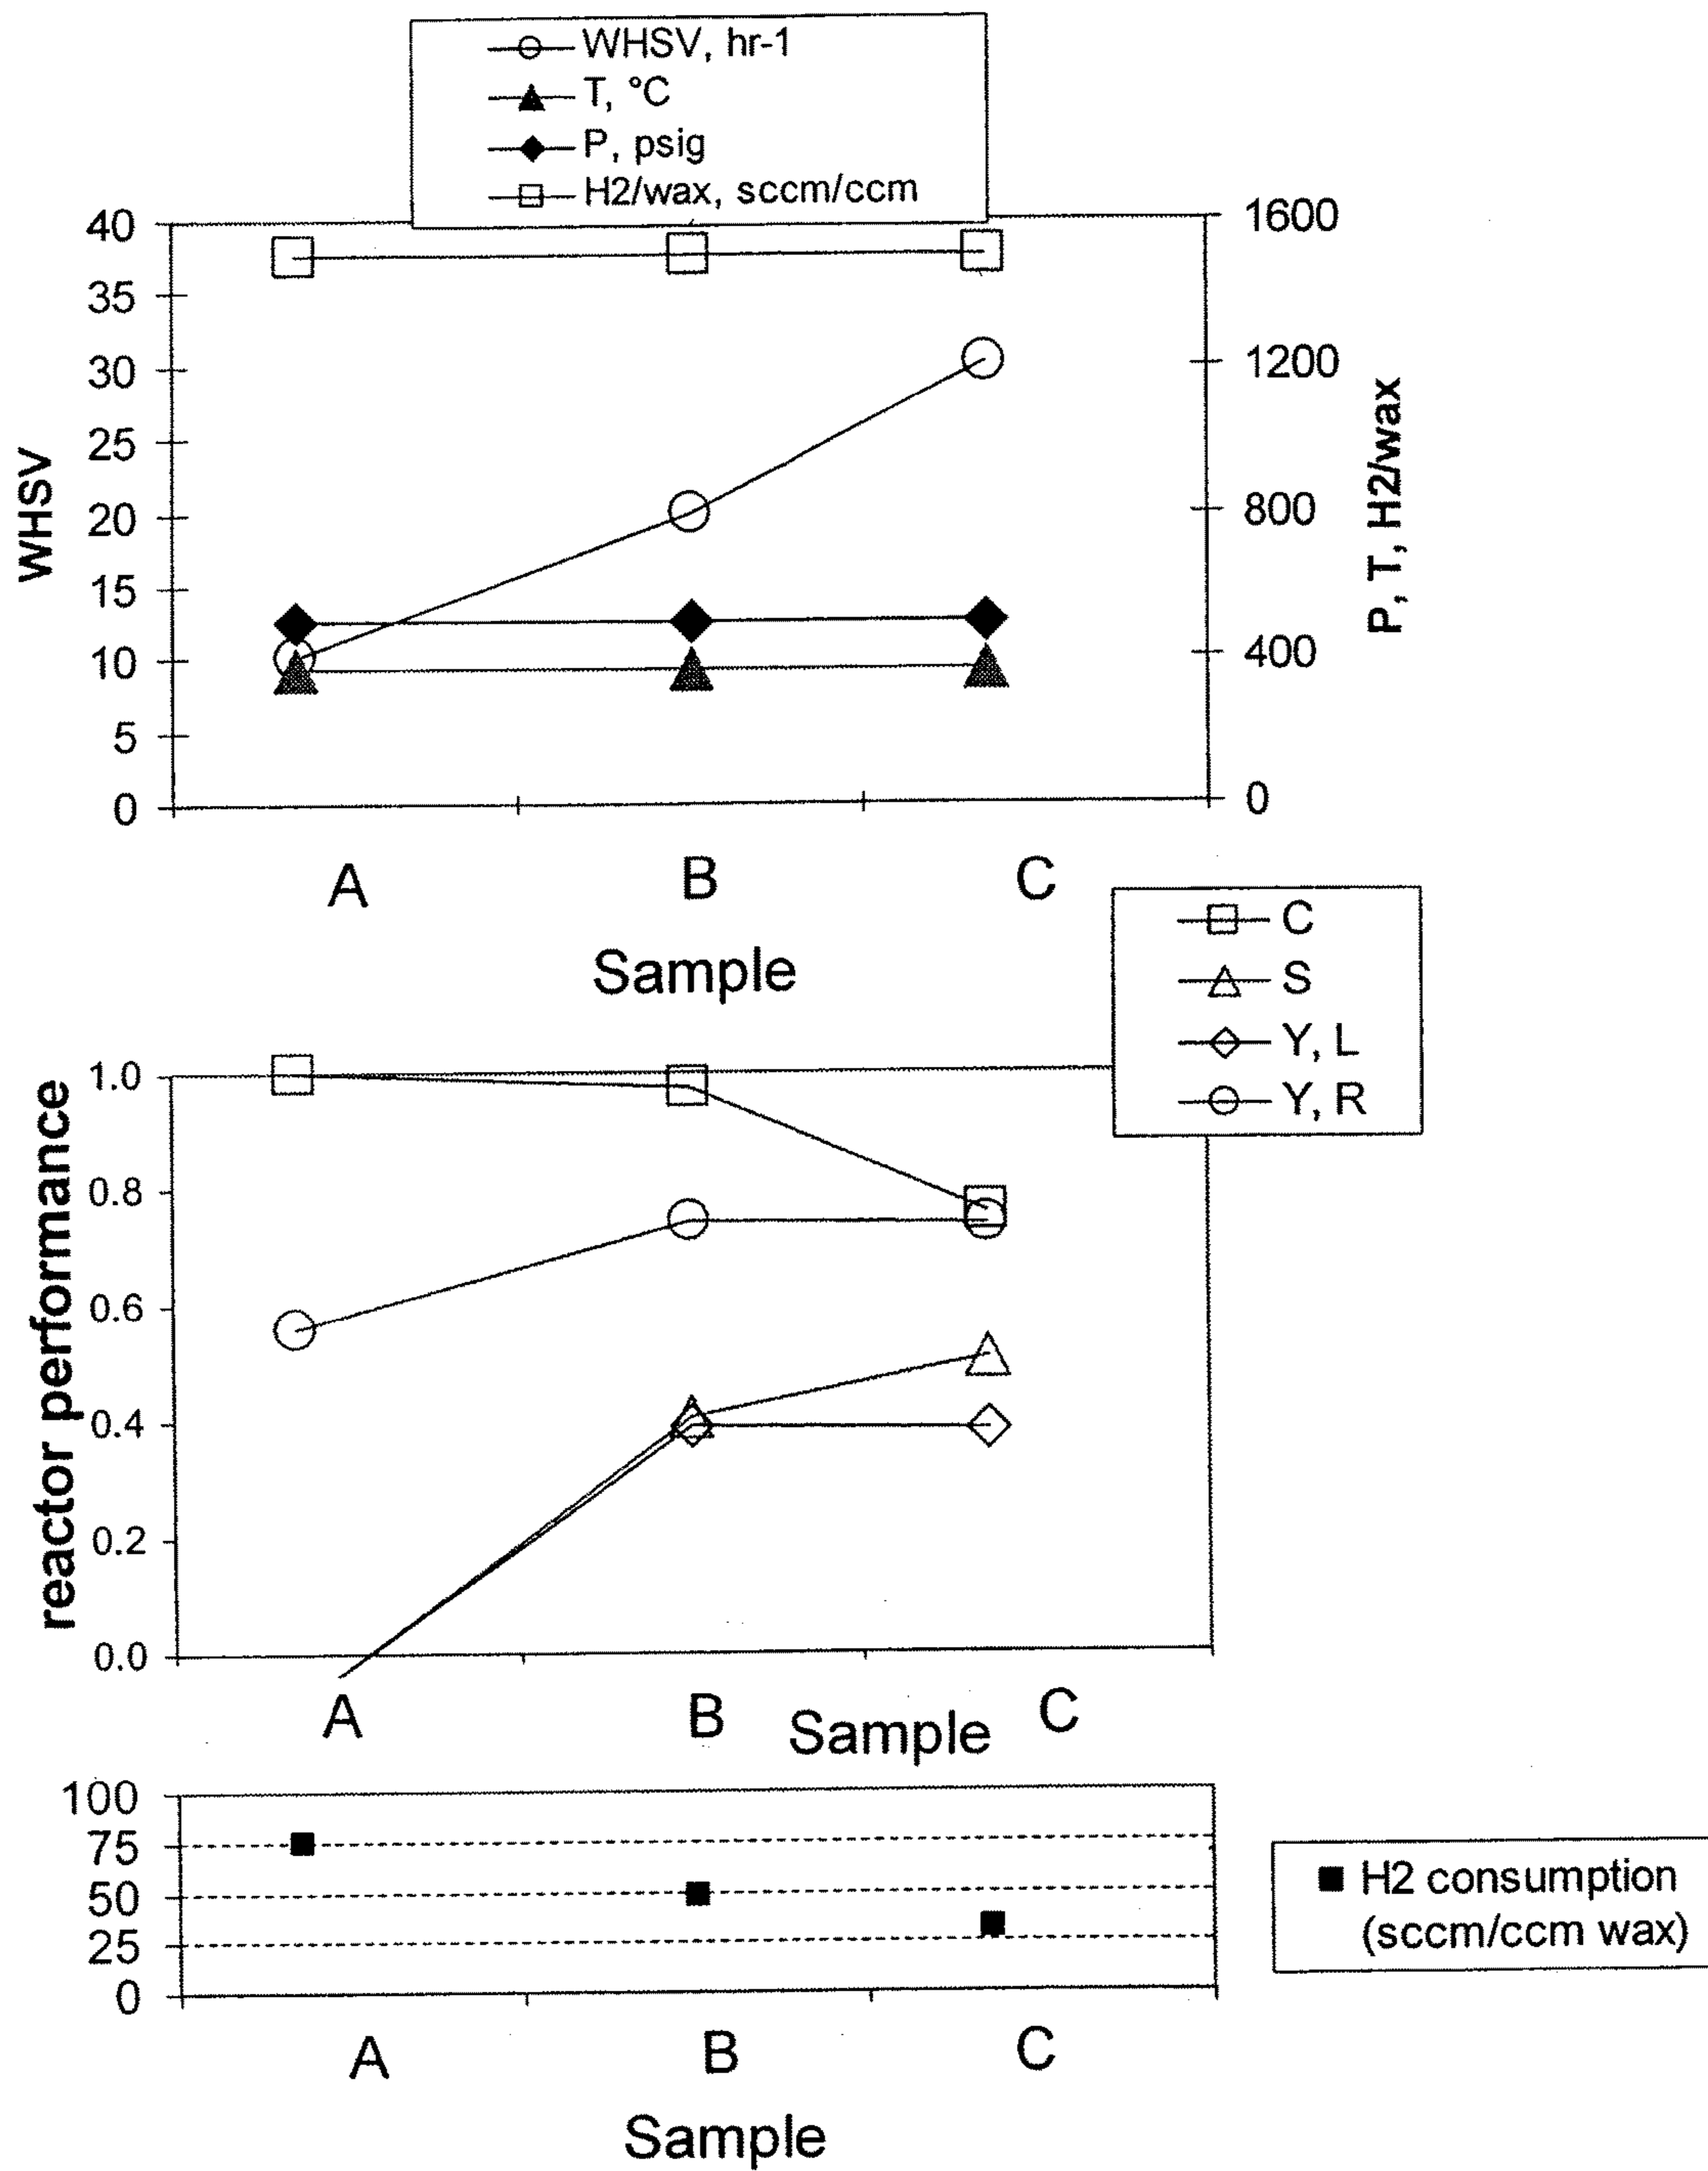 WHSV, hr-1
T, °C
P, psig
H2/wax, sccm/ccm
40
35
30
25
20
15
10
5
0
WHSV
1600
1200
800
400
0
P, T, H2/wax
A B C
Sample
C
S
Y, L
Y, R
1.0
0.8
0.6
0.4
0.2
0.0
reactor performance
A B C
Sample
100
75
50
25
0
H2 consumption
(sccm/ccm wax)
A B C
Sample